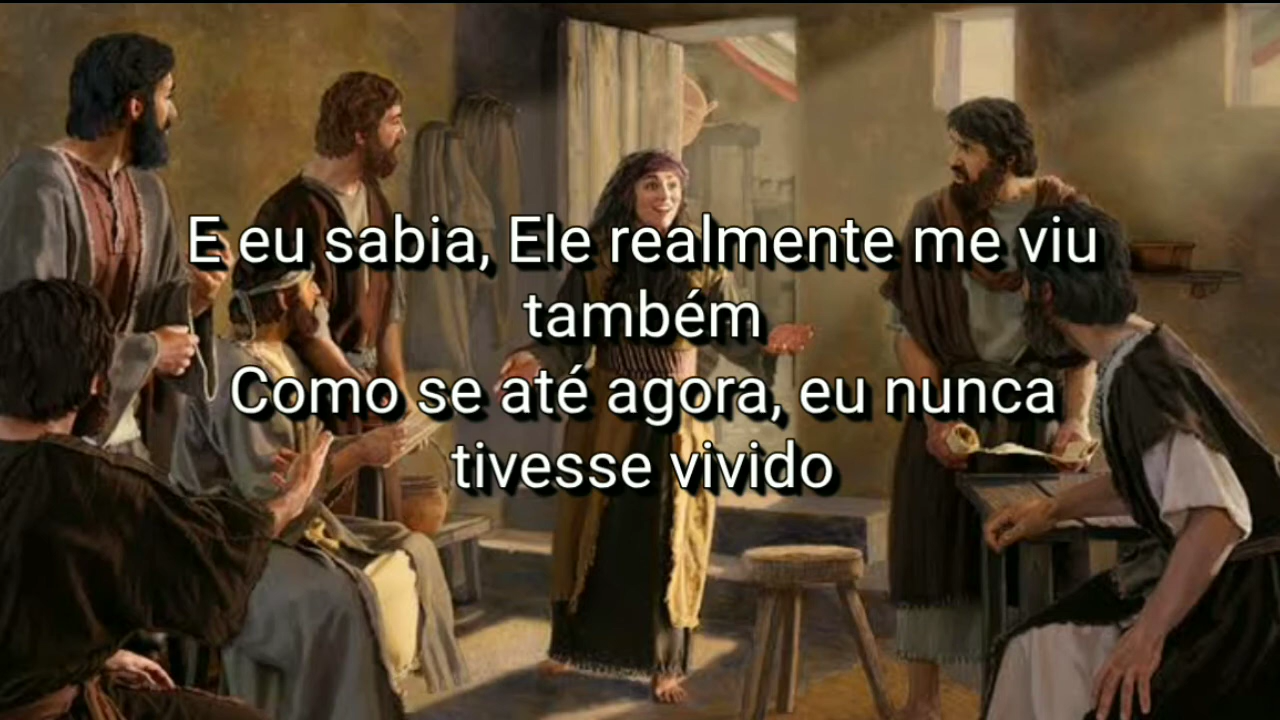 E eu sabia, Ele realmente me viu
também
Como se até agora, eu nunca
tivesse vivido